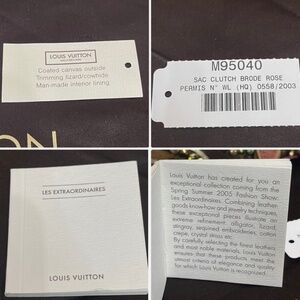 LOUIS VUITTON
Coated canvas outside
Trimming lizard/cowhide
Man-made interior lining
ON
M95040
SAC CLUTCH BRODE ROSE
PERMIS N° WL (HQ) 0558/2003
LES EXTRAORDINAIRES
LOUIS VUITTON
Louis Vuitton has created for you an
exceptional collection coming from the
Spring Summer 2005 Fashion Show:
Les Extraordinaires. Combining leather
goods know-how and jewelry techniques,
these exceptional pieces illustrate an
extreme refinement. alligator, lizard,
stingray, sequined embroideries, cotton
crepe, crystal strass etc.
By carefully selecting the finest leathers
and most noble materials, Louis Vuitton
ensures that these products meet the
utmost criteria of elegance and quality
for which Louis Vuitton is recognized.